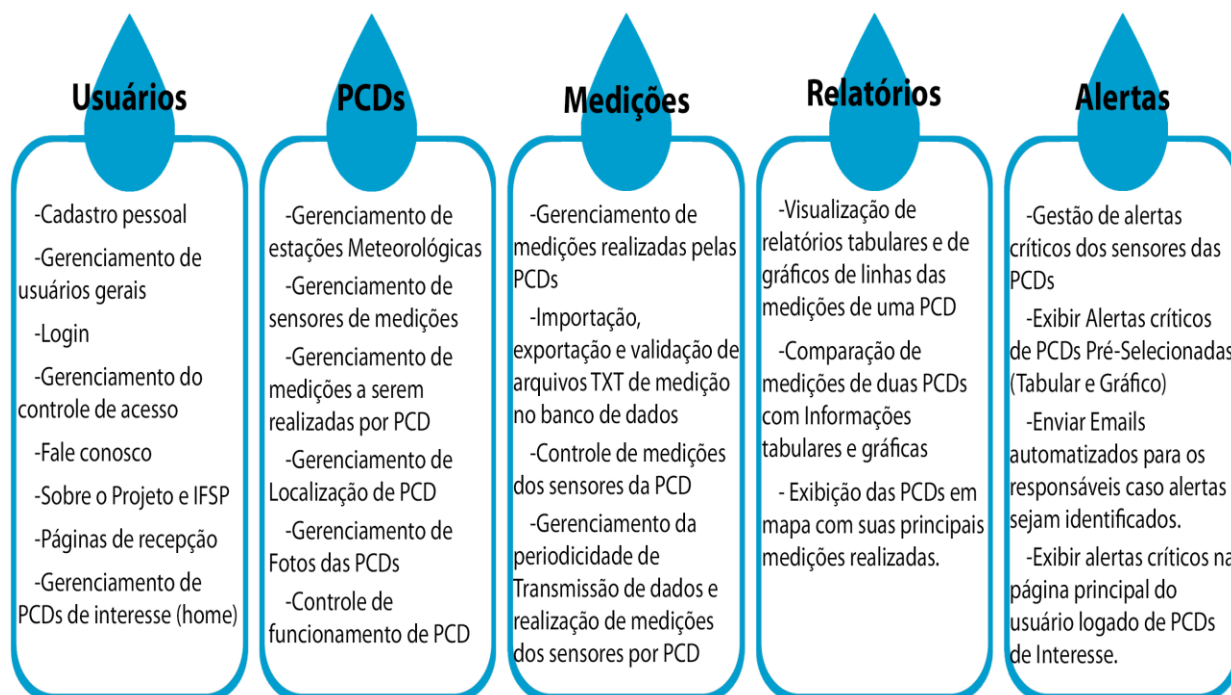 Usuários
-Cadastro pessoal
-Gerenciamento de
usuários gerais
-Login
-Gerenciamento do
controle de acesso
-Fale conosco
-Sobre o Projeto e IFSP
-Páginas de recepção
-Gerenciamento de
PCDs de interesse (home)
PCDs
-Gerenciamento de
estações Meteorológicas
-Gerenciamento de
sensores de medições
-Gerenciamento de
medições a serem
realizadas por PCD
-Gerenciamento de
Localização de PCD
-Gerenciamento de
Fotos das PCDs
-Controle de
funcionamento de PCD
Medições
-Gerenciamento de
medições realizadas pelas
PCDs
-Importação,
exportação e validação de
arquivos TXT de medição
no banco de dados
-Controle de medições
dos sensores da PCD
-Gerenciamento da
periodicidade de
Transmissão de dados e
realização de medições
dos sensores por PCD
Relatórios
-Visualização de
relatórios tabulares e de
gráficos de linhas das
medições de uma PCD
-Comparação de
medições de duas PCDs
com Informações
tabulares e gráficas
- Exibição das PCDs em
mapa com suas principais
medições realizadas.
Alertas
-Gestão de alertas
críticos dos sensores das
PCDs
-Exibir Alertas críticos
de PCDs Pré-Selecionadas
(Tabular e Gráfico)
-Enviar Emails
automatizados para os
responsáveis caso alertas
sejam identificados.
-Exibir alertas críticos na
página principal do
usuário logado de PCDs
de Interesse.